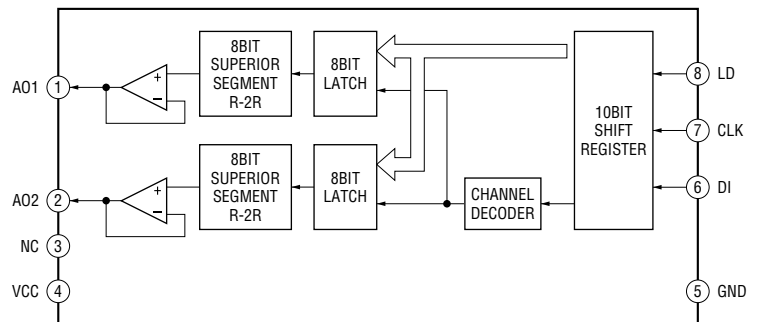 8BIT
SUPERIOR
SEGMENT
R-2R
8BIT
LATCH
10BIT
SHIFT
REGISTER
AO1 1
+
–
8 LD
7 CLK
6 DI
8BIT
SUPERIOR
SEGMENT
R-2R
8BIT
LATCH
CHANNEL
DECODER
AO2 2
+
–
NC 3
VCC 4
5 GND